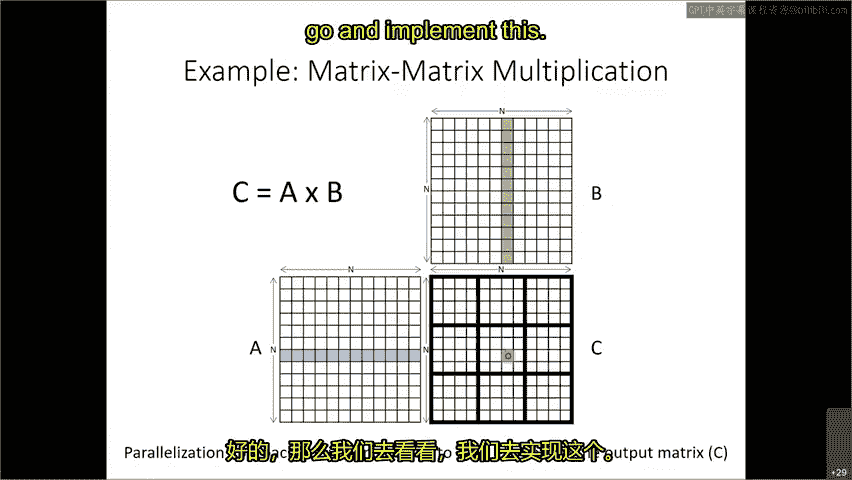 go and implement this.
Example: Matrix-Matrix Multiplication
N
C = A x B
N
B
N
N
A
N
C
好的，那么我们去看看，我们去实现这个。
Parallelization
output matrix (C)
+29